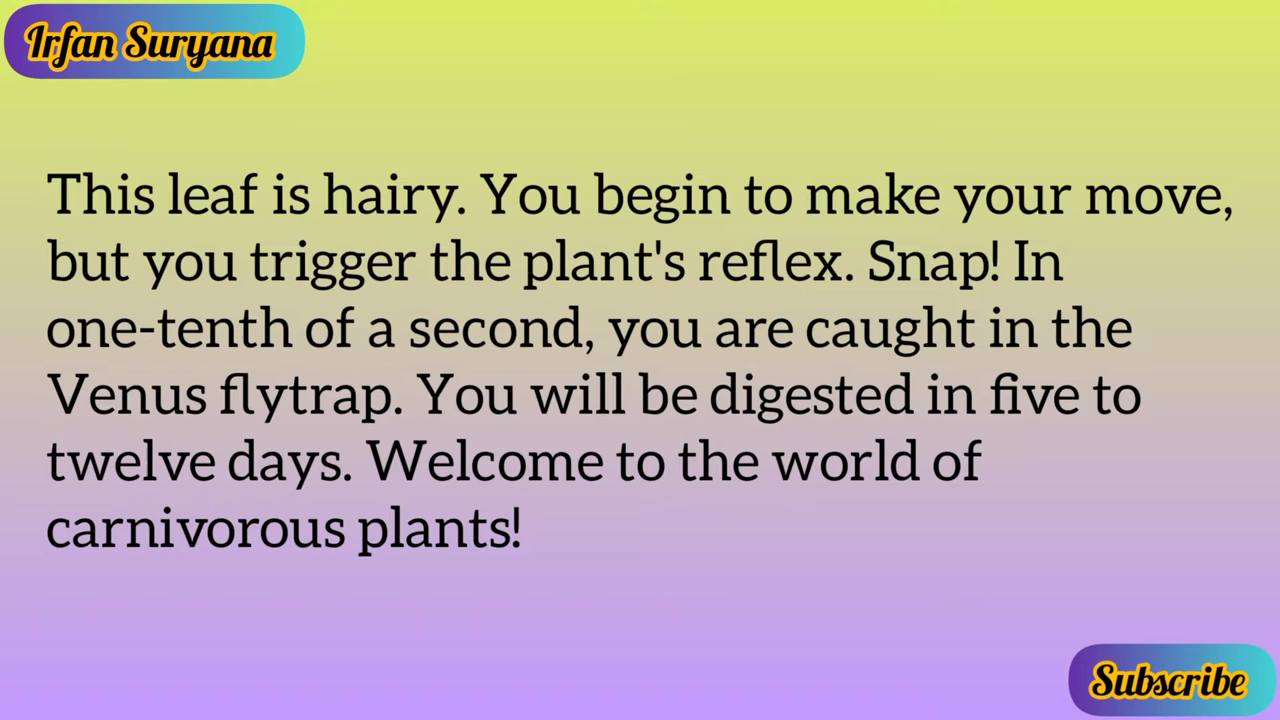 Irfan Suryana
This leaf is hairy. You begin to make your move,
but you trigger the plant's reflex. Snap! In
one-tenth of a second, you are caught in the
Venus flytrap. You will be digested in five to
twelve days. Welcome to the world of
carnivorous plants!
Subscribe